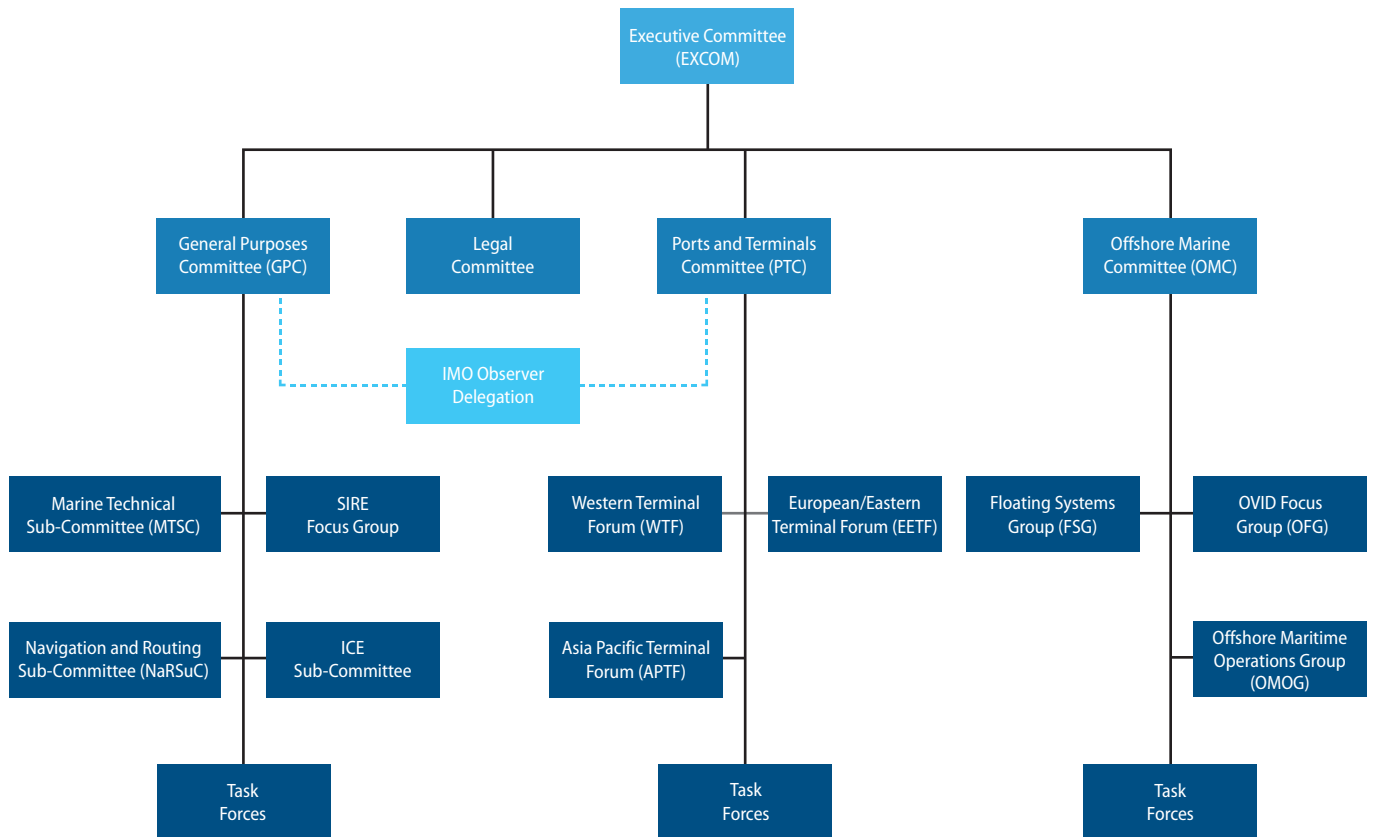 Executive Committee
(EXCOM)
General Purposes
Committee (GPC)
Legal
Committee
Ports and Terminals
Committee (PTC)
Offshore Marine
Committee (OMC)
IMO Observer
Delegation
Marine Technical
Sub-Committee (MTSC)
SIRE
Focus Group
Western Terminal
Forum (WTF)
European/Eastern
Terminal Forum (EETF)
Floating Systems
Group (FSG)
OVID Focus
Group (OFG)
Navigation and Routing
Sub-Committee (NaRSuC)
ICE
Sub-Committee
Asia Pacific Terminal
Forum (APTF)
Offshore Maritime
Operations Group
(OMOG)
Task
Forces
Task
Forces
Task
Forces